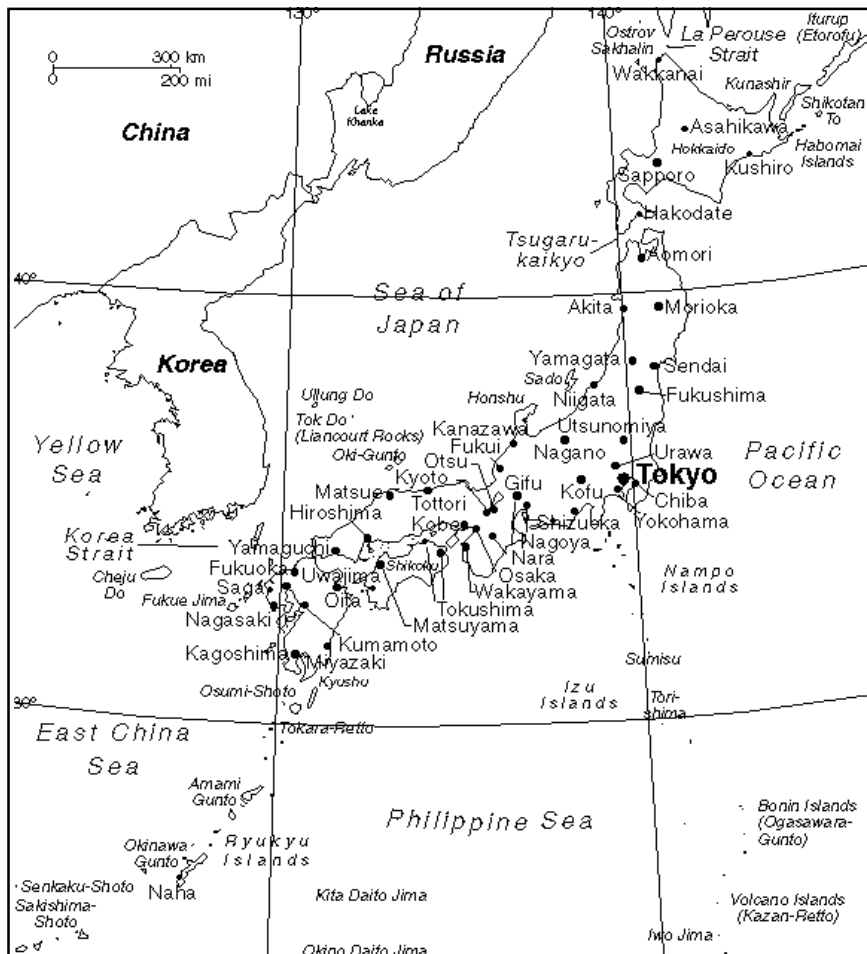 130°
140°
0 300 km
0 200 mi
Russia
China
Lake
Khanka
Ostrov
Sakhalin
La Perouse
Strait
Iturup
(Etorofu)
Wakkanai
Kunashir
Shikotan
To
Asahikawa
Hokkaido
Habomai
Islands
Kushiro
Sapporo
Hakodate
Tsugaru-
kaikyo
Aomori
40°
Sea of
Japan
Akita
Morioka
Korea
Yamagata
Sendai
Sado
Niigata
Fukushima
Ullung Do
Honshu
Tok Do
(Liancourt Rocks)
Kanazawa
Utsunomiya
Yellow
Sea
Oki-Gunto
Fukui
Nagano
Urawa
Pacific
Ocean
Otsu
Kyoto
Gifu
Tokyo
Matsue
Tottori
Kofu
Chiba
Hiroshima
Kobe
Shizuoka
Yokohama
Korea
Strait
Yamaguchi
Nagoya
Cheju
Do
Fukuoka
Shikoku
Nara
Nampo
Islands
Saga
Uwajima
Osaka
Fukue Jima
Oita
Wakayama
Nagasaki
Tokushima
Matsuyama
Kumamoto
Kagoshima
Miyazaki
Sumisu
Osumi-Shoto
Kyushu
Izu
Islands
Tori-
shima
30°
Tokara-Retto
East China
Sea
Amami
Gunto
Philippine Sea
Bonin Islands
(Ogasawara-
Gunto)
Ryukyu
Islands
Okinawa
Gunto
Naha
Senkaku-Shoto
Sakishima-
Shoto
Kita Daito Jima
Volcano Islands
(Kazan-Retto)
Iwo Jima
Okino Daito Jima